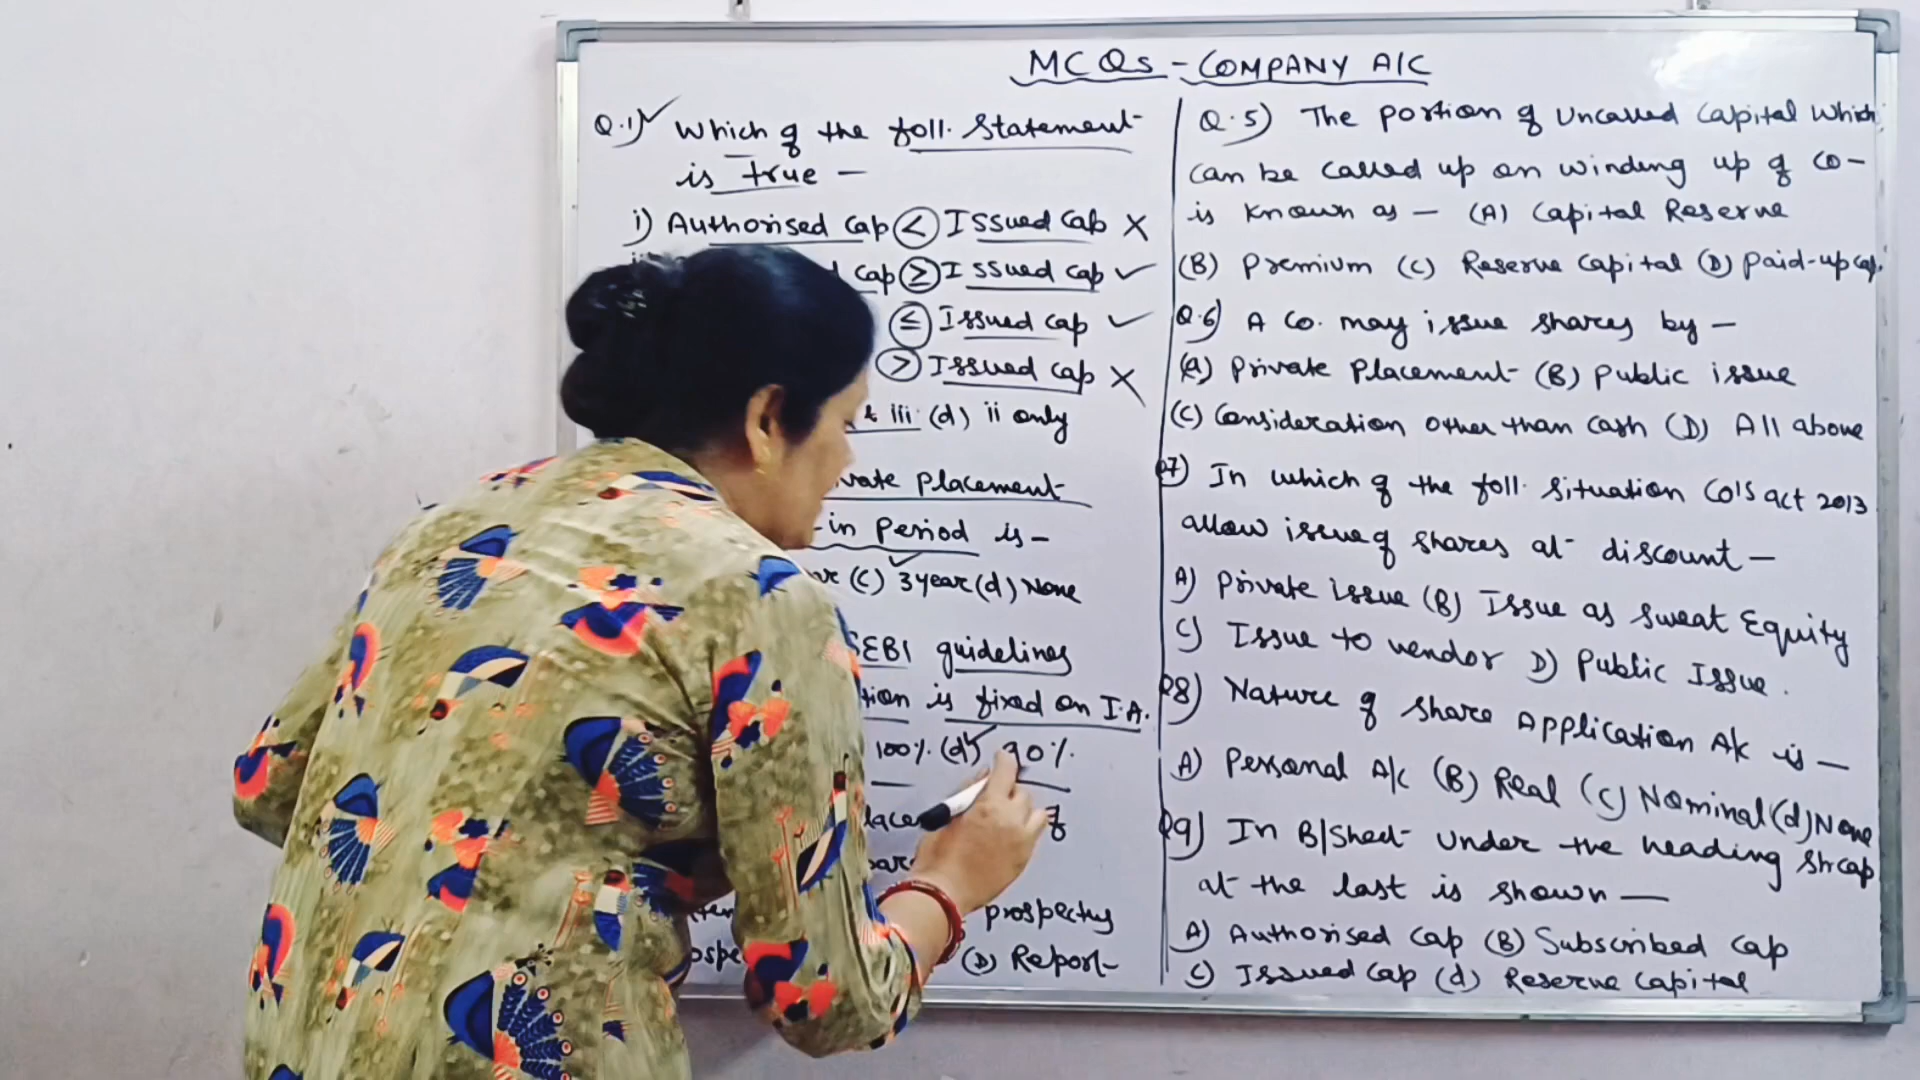 MCQs - COMPANY A/C
Q.1) Which of the foll. Statement
is true —
i) Authorised cap < Issued cap ×
cap ≥ Issued cap ✓
≤ Issued cap ✓
> Issued cap ×
& iii (d) ii only
Placement
-in Period is -
(c) 3 year (d) None
SEBI guidelines
is fixed on I.A.
100%. (d) 90%.
of
prospectus
(D) Report
Q.5) The portion of Uncalled Capital which
can be called up on winding up of Co-
is known as - (A) Capital Reserve
(B) Premium (C) Reserve Capital (D) Paid-up cap.
Q.6) A Co. may issue shares by -
(a) Private Placement (B) Public issue
(C) Consideration other than cash (D) All above
Q7) In which of the foll. Situation Co's act 2013
allow issue of shares at discount -
A) Private issue (B) Issue as Sweat Equity
C) Issue to vendor D) Public Issue.
Q8) Nature of Share Application A/c is -
A) Personal A/c (B) Real (C) Nominal (d) None
Q9) In B/Sheet under the heading Shcap
at the last is shown —
A) Authorised cap (B) Subscribed cap
C) Issued cap (d) Reserve Capital